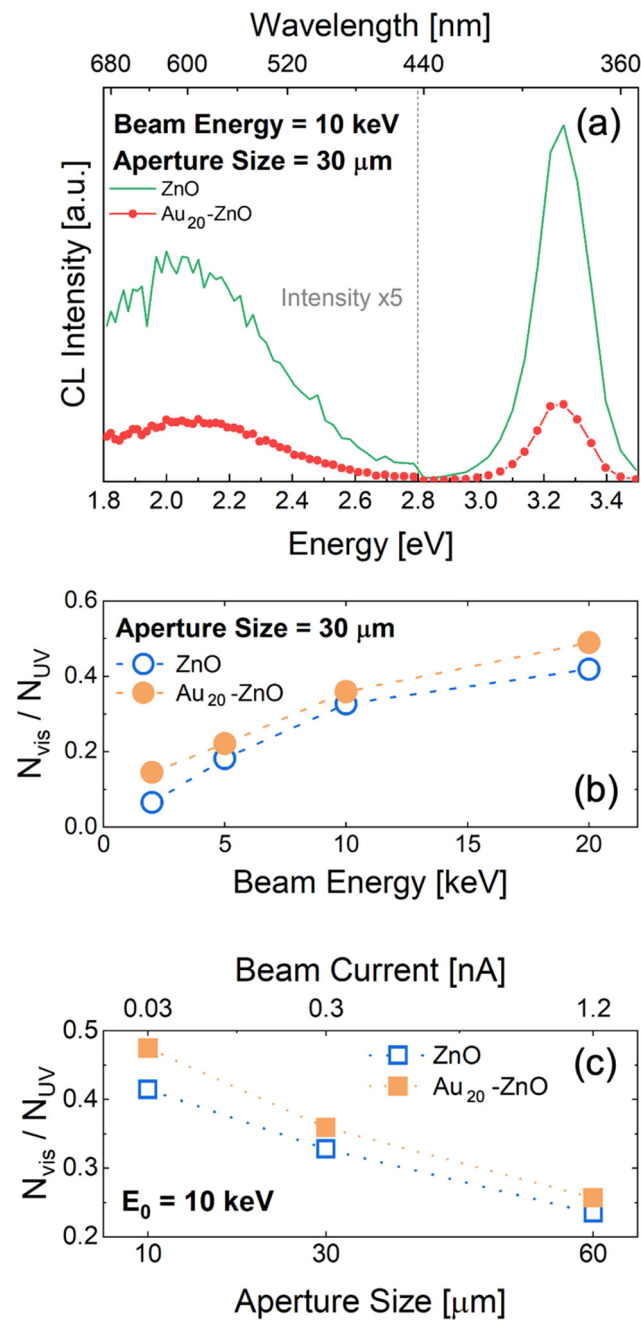 Wavelength [nm]
680 600 520 440 360
(a)
Beam Energy = 10 keV
Aperture Size = 30 μm
ZnO
Au20-ZnO
Intensity x5
CL Intensity [a.u.]
1.8 2.0 2.2 2.4 2.6 2.8 3.0 3.2 3.4
Energy [eV]
0.6
0.4
0.2
0.0
Nvis / NUV
Aperture Size = 30 μm
ZnO
Au20 -ZnO
(b)
0 5 10 15 20
Beam Energy [keV]
Beam Current [nA]
0.03 0.3 1.2
0.5
0.4
0.3
0.2
Nvis / NUV
ZnO
Au20 -ZnO
(c)
E0 = 10 keV
10 30 60
Aperture Size [μm]